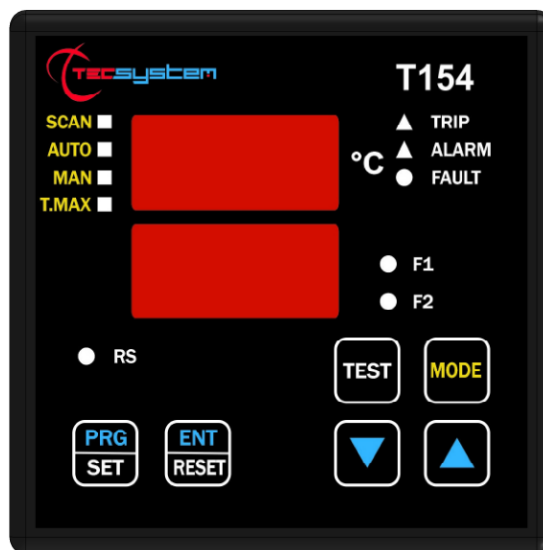 TECSYSTEM
T154
SCAN
AUTO
MAN
T.MAX
°C
TRIP
ALARM
FAULT
F1
F2
RS
TEST
MODE
PRG
SET
ENT
RESET